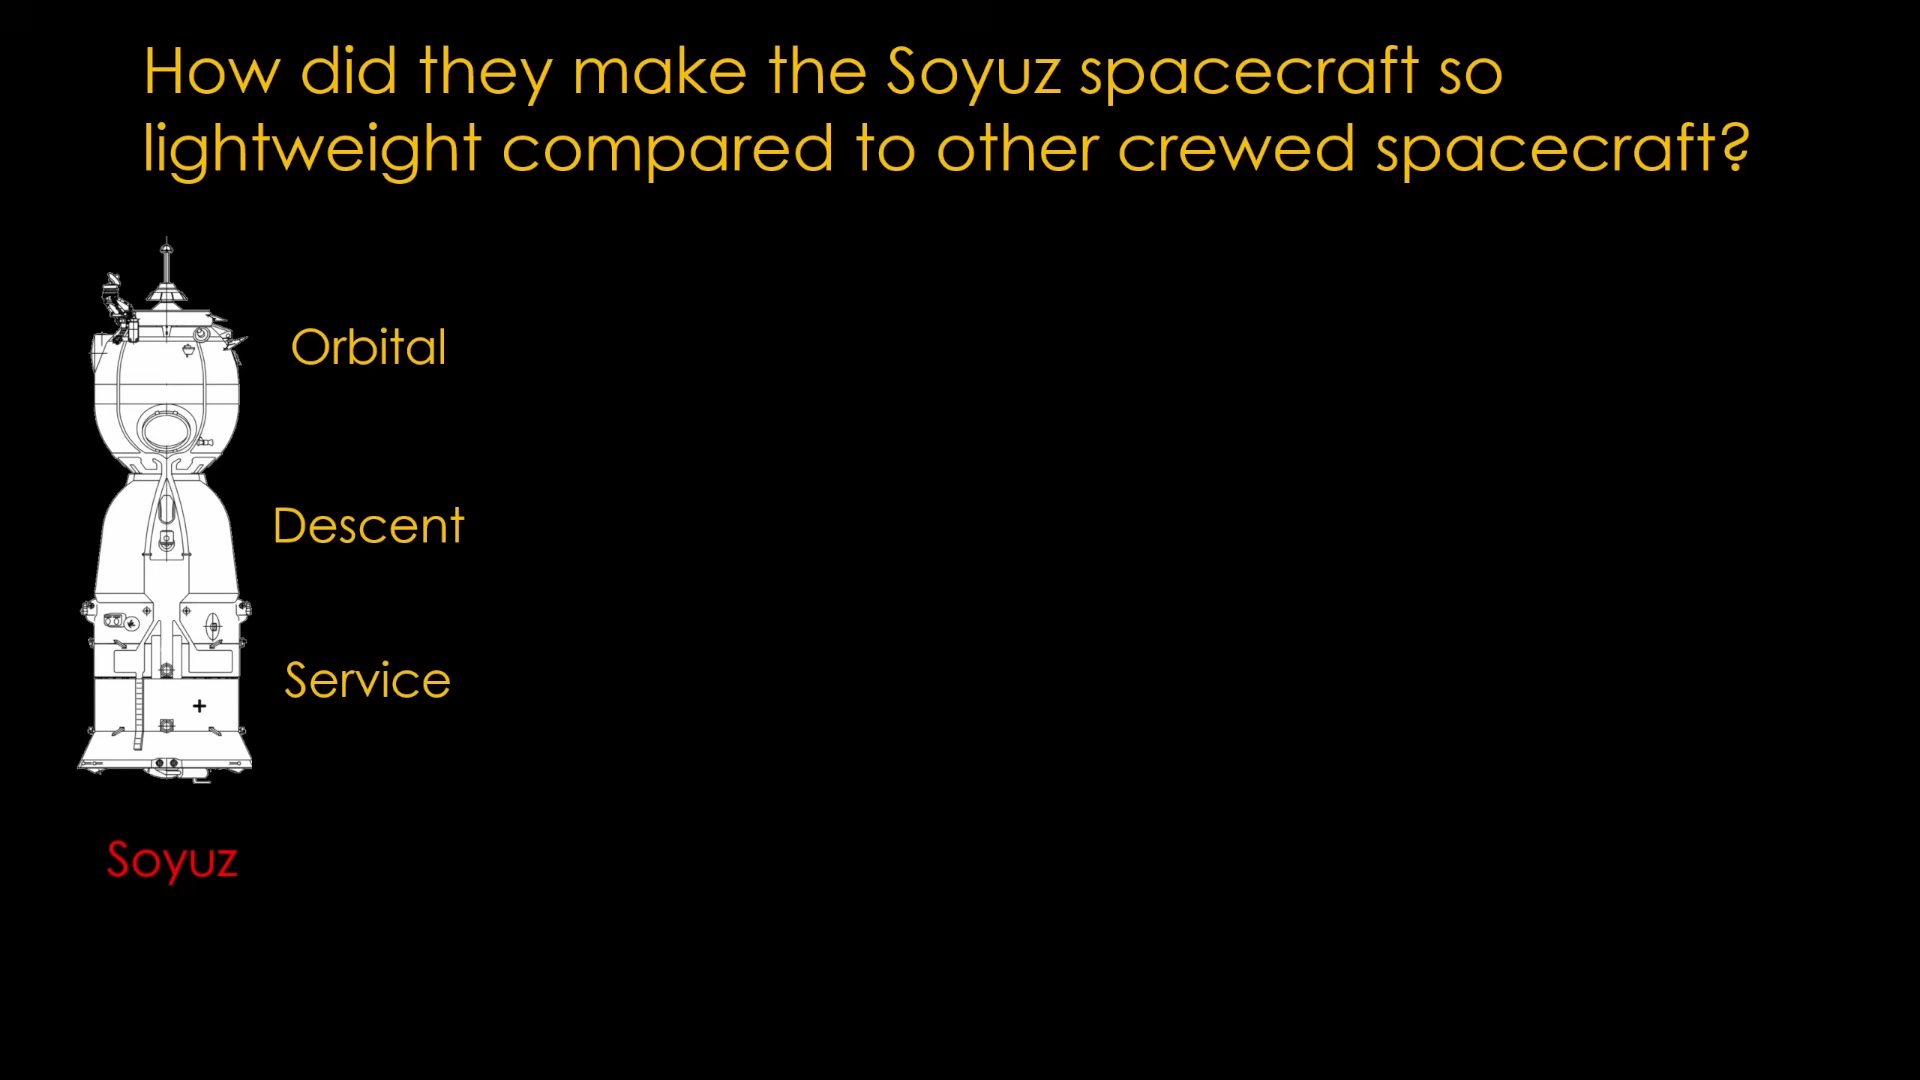 How did they make the Soyuz spacecraft so
lightweight compared to other crewed spacecraft?
Orbital
Descent
Service
Soyuz